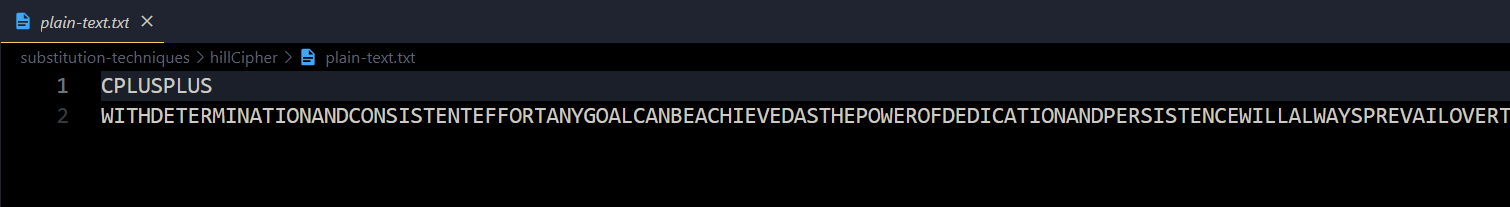 plain-text.txt
substitution-techniques > hillCipher > plain-text.txt
1 CPLUSPLUS
2 WITHDETERMINATIONANDCONSISTENTEFFORTANYGOALCANBEACHIEVEDASTHEPOWEROFDEDICATIONANDPERSISTENCEWILLALWAYSPREVAILOVERT